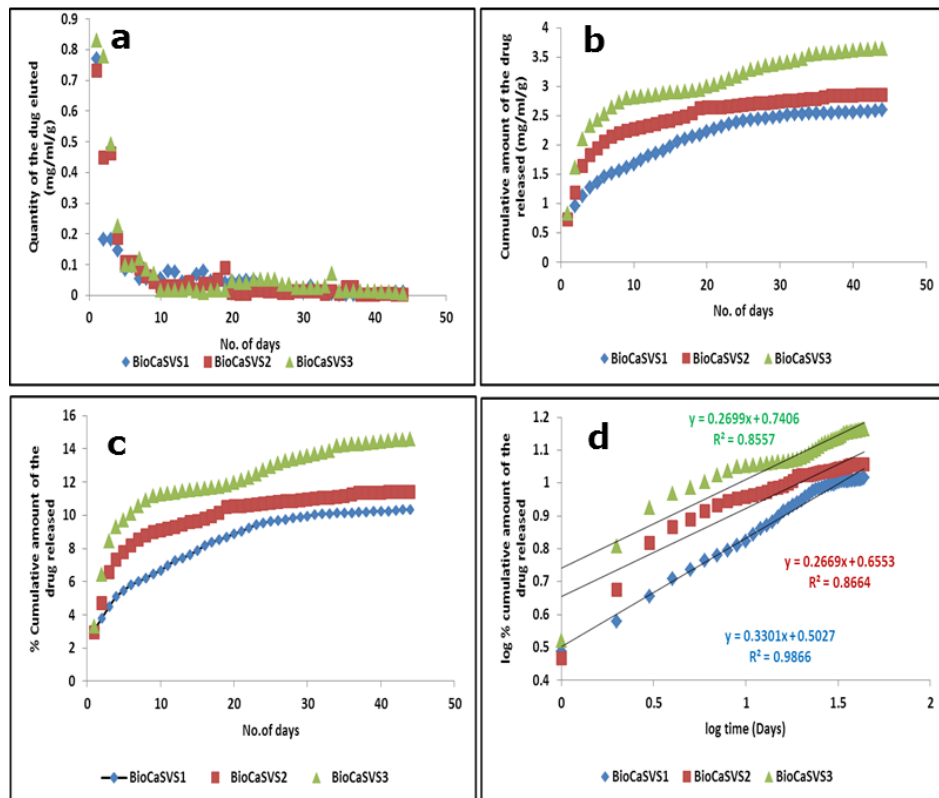 a
Quantity of the dug eluted
(mg/ml/g)
0.9
0.8
0.7
0.6
0.5
0.4
0.3
0.2
0.1
0
0 10 20 30 40 50
No. of days
BioCaSVS1 BioCaSVS2 BioCaSVS3
b
Cumulative amount of the drug
released (mg/ml/g)
4
3.5
3
2.5
2
1.5
1
0.5
0
0 10 20 30 40 50
No. of days
BioCaSVS1 BioCaSVS2 BioCaSVS3
c
% Cumulative amount of the
drug released
16
14
12
10
8
6
4
2
0
0 10 20 30 40 50
No.of days
BioCaSVS1 BioCaSVS2 BioCaSVS3
d
log % cumulative amount of the
drug released
1.2
1.1
1
0.9
0.8
0.7
0.6
0.5
0.4
y = 0.2699x + 0.7406
R² = 0.8557
y = 0.2669x + 0.6553
R² = 0.8664
y = 0.3301x + 0.5027
R² = 0.9866
0 0.5 1 1.5 2
log time (Days)
BioCaSVS1 BioCaSVS2 BioCaSVS3